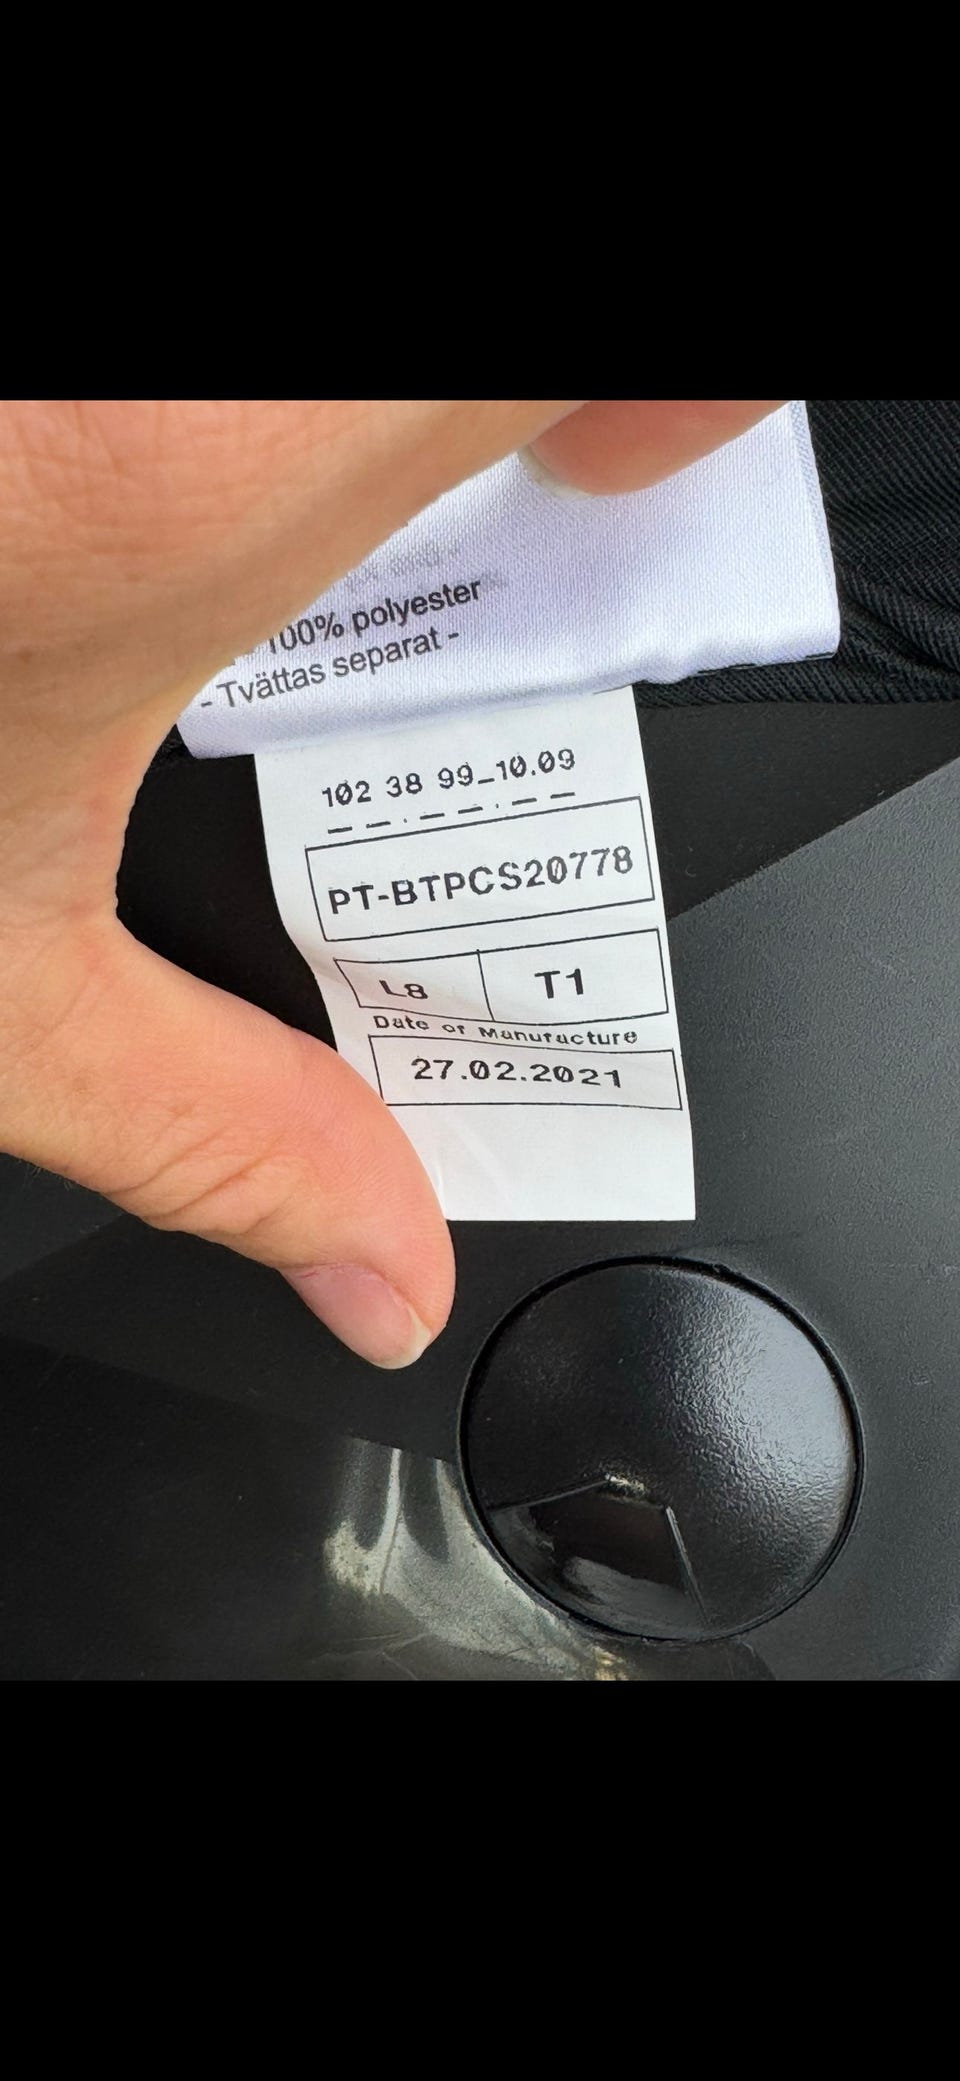 100% polyester
- Tvättas separat -
102 38 99_10.09
PT-BTPCS20778
L8 T1
Date of Manufacture
27.02.2021